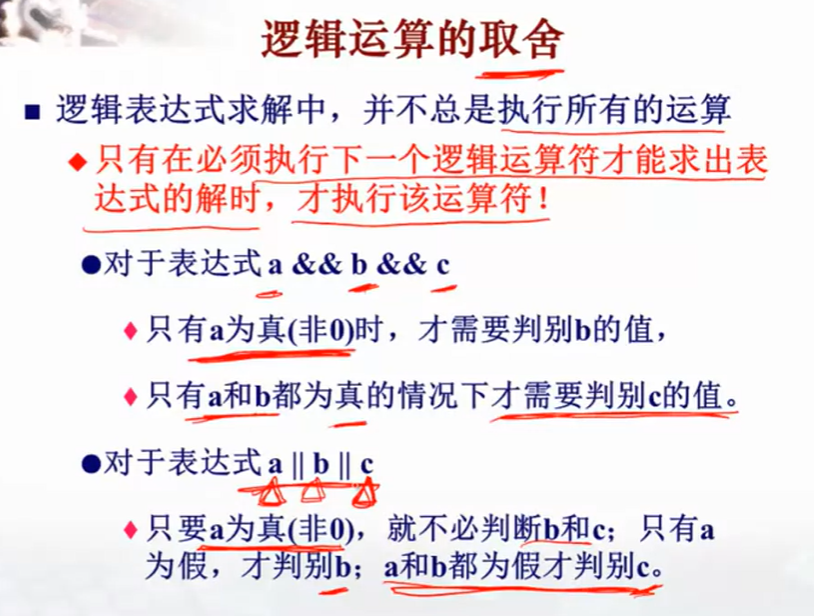 逻辑运算的取舍
逻辑表达式求解中，并不总是执行所有的运算
只有在必须执行下一个逻辑运算符才能求出表
达式的解时，才执行该运算符！
对于表达式 a && b && c
只有a为真(非0)时，才需要判别b的值，
只有a和b都为真的情况下才需要判别c的值。
对于表达式 a || b || c
只要a为真(非0)，就不必判断b和c；只有a
为假，才判别b；a和b都为假才判别c。